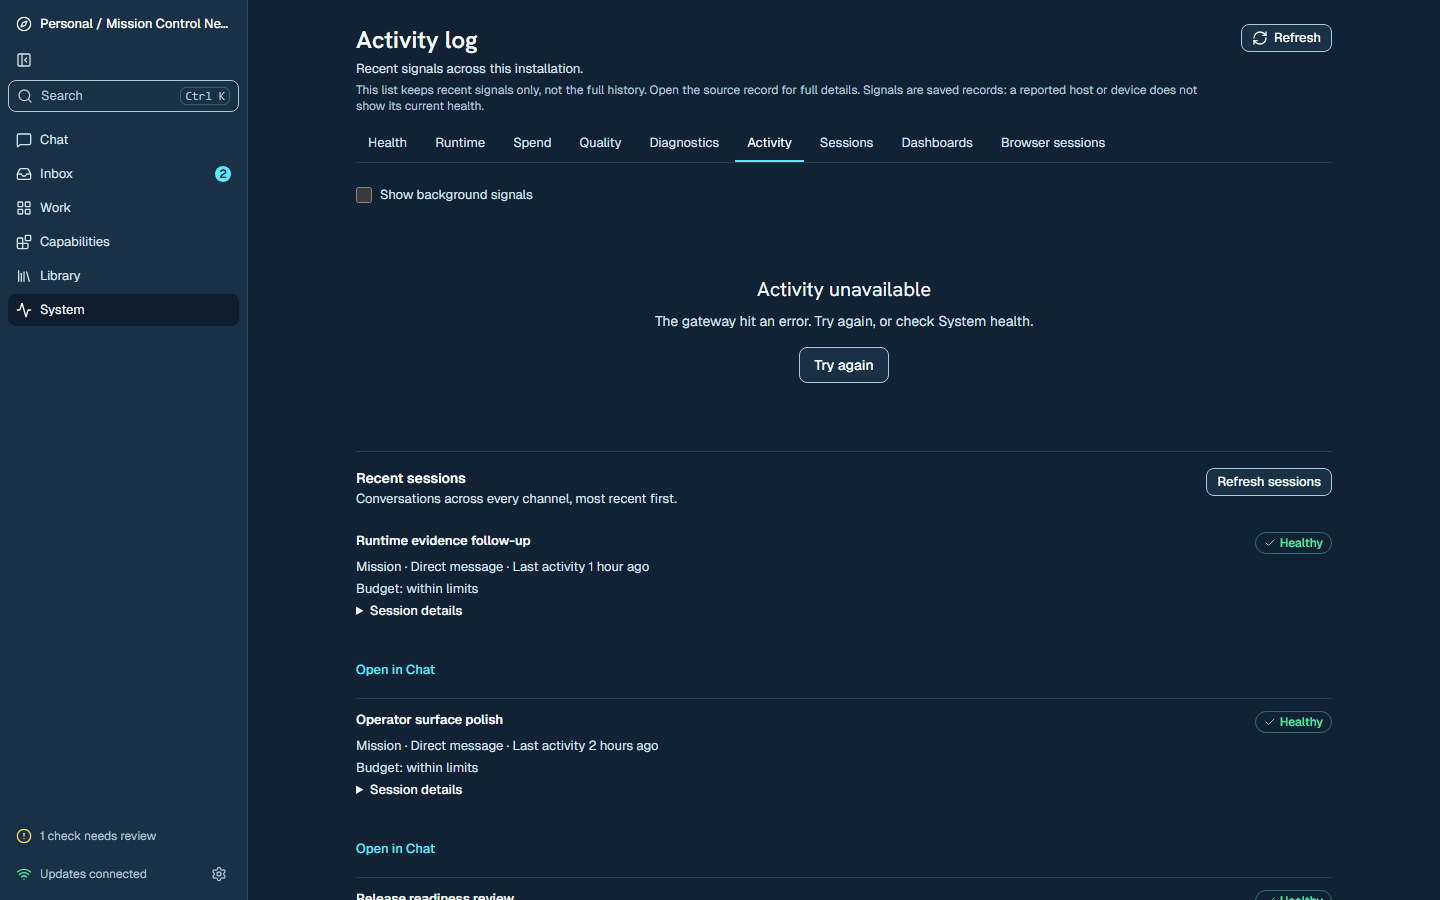 Personal / Mission Control Ne...
Search
Ctrl K
Chat
Inbox
2
Work
Capabilities
Library
System
1 check needs review
Updates connected
Activity log
Refresh
Recent signals across this installation.
This list keeps recent signals only, not the full history. Open the source record for full details. Signals are saved records: a reported host or device does not
show its current health.
Health
Runtime
Spend
Quality
Diagnostics
Activity
Sessions
Dashboards
Browser sessions
Show background signals
Activity unavailable
The gateway hit an error. Try again, or check System health.
Try again
Recent sessions
Refresh sessions
Conversations across every channel, most recent first.
Runtime evidence follow-up
Healthy
Mission · Direct message · Last activity 1 hour ago
Budget: within limits
Session details
Open in Chat
Operator surface polish
Healthy
Mission · Direct message · Last activity 2 hours ago
Budget: within limits
Session details
Open in Chat
Release readiness review
Healthy